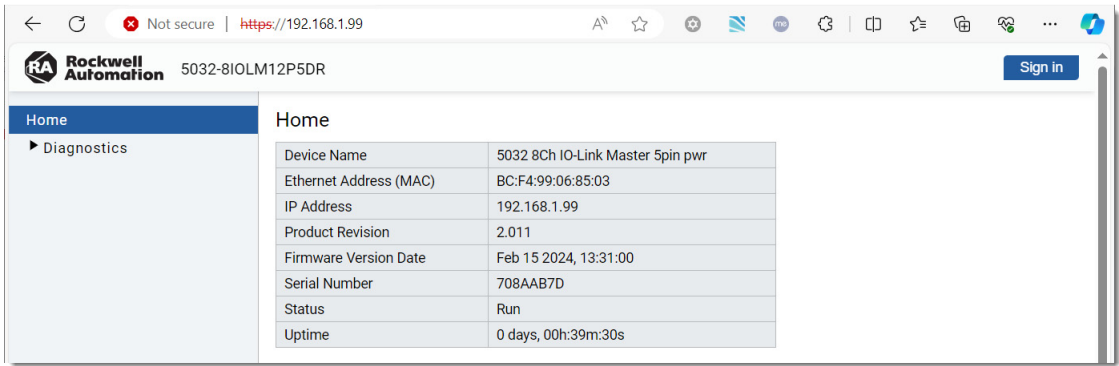 Not secure https://192.168.1.99
Rockwell
Automation
5032-8IOLM12P5DR
Sign in
Home
Diagnostics
Home
Device Name 5032 8Ch IO-Link Master 5pin pwr
Ethernet Address (MAC) BC:F4:99:06:85:03
IP Address 192.168.1.99
Product Revision 2.011
Firmware Version Date Feb 15 2024, 13:31:00
Serial Number 708AAB7D
Status Run
Uptime 0 days, 00h:39m:30s